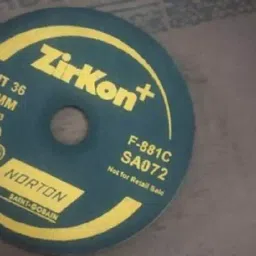 ZirKon+
36
MM
F-881C
SA072
Not for Retail Sale
NORTON
SAINT-GOBAIN